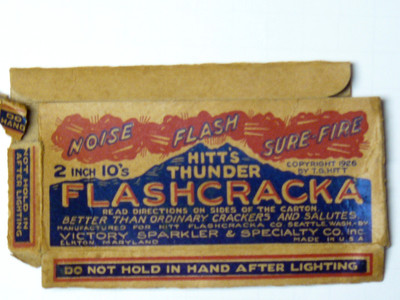 DO NOT
HAND
NOT HOLD IN
AFTER LIGHTING
NOISE FLASH SURE-FIRE
HITT'S
THUNDER
2 INCH 10's
COPYRIGHT 1926
BY T.G.HITT
FLASHCRACKA
READ DIRECTIONS ON SIDES OF THE CARTON
BETTER THAN ORDINARY CRACKERS AND SALUTES
MANUFACTURED FOR HITT FLASHCRACKA CO. SEATTLE. WASH.- BY
VICTORY SPARKLER & SPECIALTY CO. Inc
ELKTON, MARYLAND
MADE IN U.S.A
DO NOT HOLD IN HAND AFTER LIGHTING